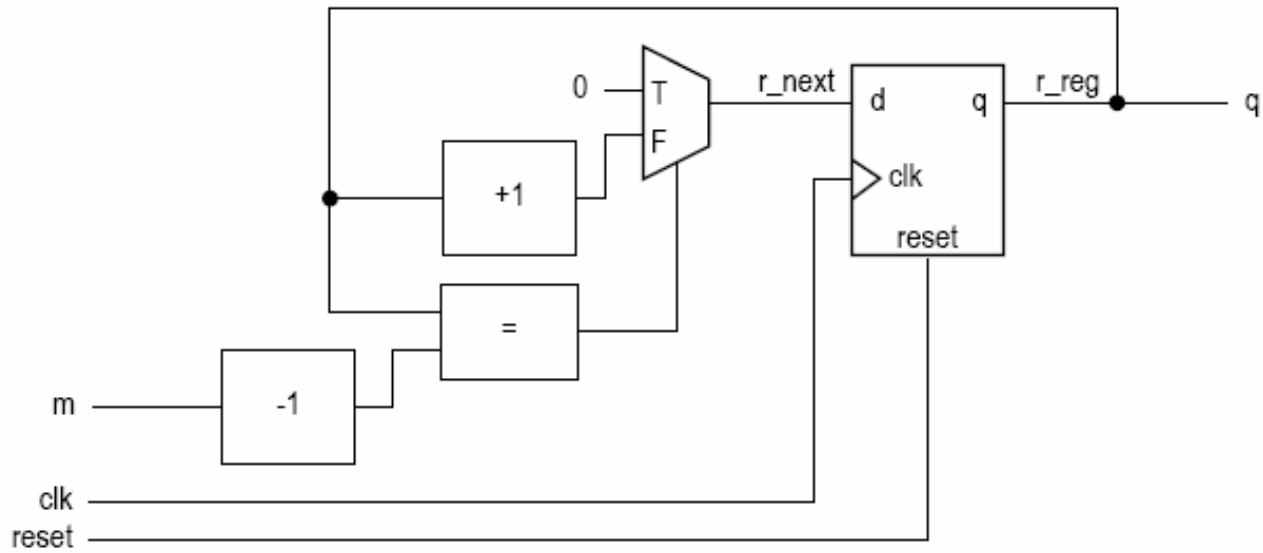 0
T
F
r_next
d
q
r_reg
q
clk
reset
+1
=
-1
m
clk
reset